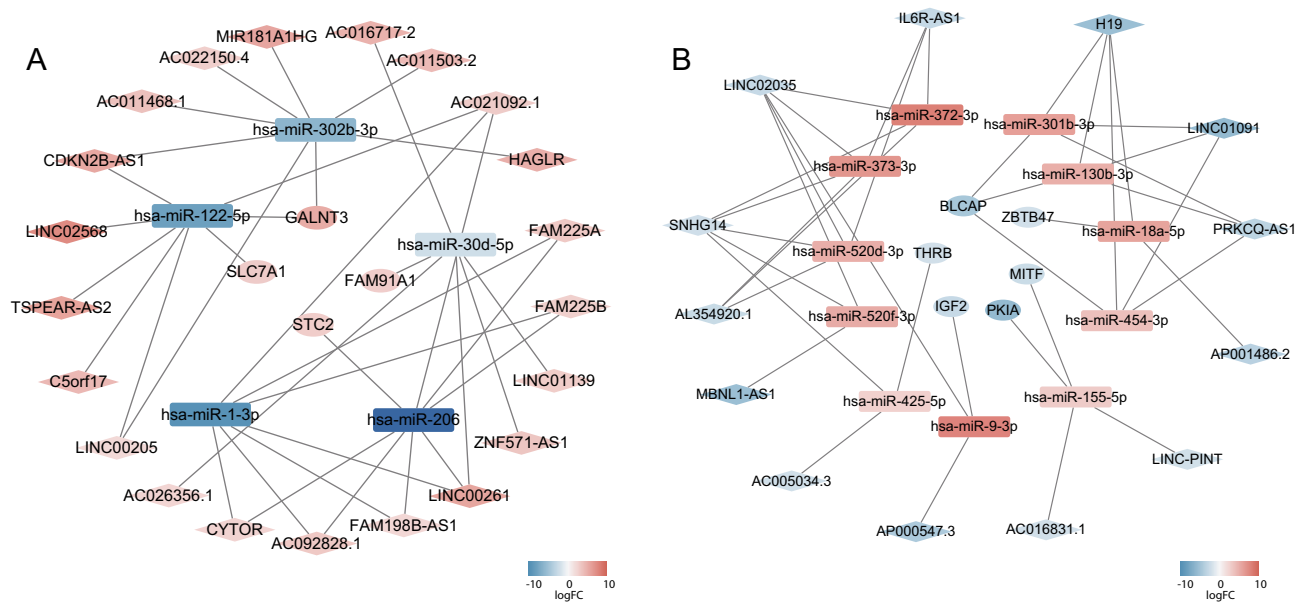 A
MIR181A1HG
AC016717.2
AC022150.4
AC011503.2
AC011468.1
AC021092.1
hsa-miR-302b-3p
CDKN2B-AS1
HAGLR
hsa-miR-122-5p
GALNT3
LINC02568
FAM225A
hsa-miR-30d-5p
SLC7A1
FAM91A1
TSPEAR-AS2
FAM225B
STC2
C5orf17
LINC01139
hsa-miR-1-3p
hsa-miR-206
LINC00205
ZNF571-AS1
AC026356.1
LINC00261
CYTOR
FAM198B-AS1
AC092828.1
-10 0 10
logFC
B
IL6R-AS1
H19
LINC02035
hsa-miR-372-3p
hsa-miR-301b-3p
LINC01091
hsa-miR-373-3p
hsa-miR-130b-3p
BLCAP
ZBTB47
SNHG14
hsa-miR-18a-5p
PRKCQ-AS1
hsa-miR-520d-3p
THRB
MITF
AL354920.1
hsa-miR-520f-3p
IGF2
PKIA
hsa-miR-454-3p
AP001486.2
MBNL1-AS1
hsa-miR-425-5p
hsa-miR-155-5p
hsa-miR-9-3p
LINC-PINT
AC005034.3
AP000547.3
AC016831.1
-10 0 10
logFC